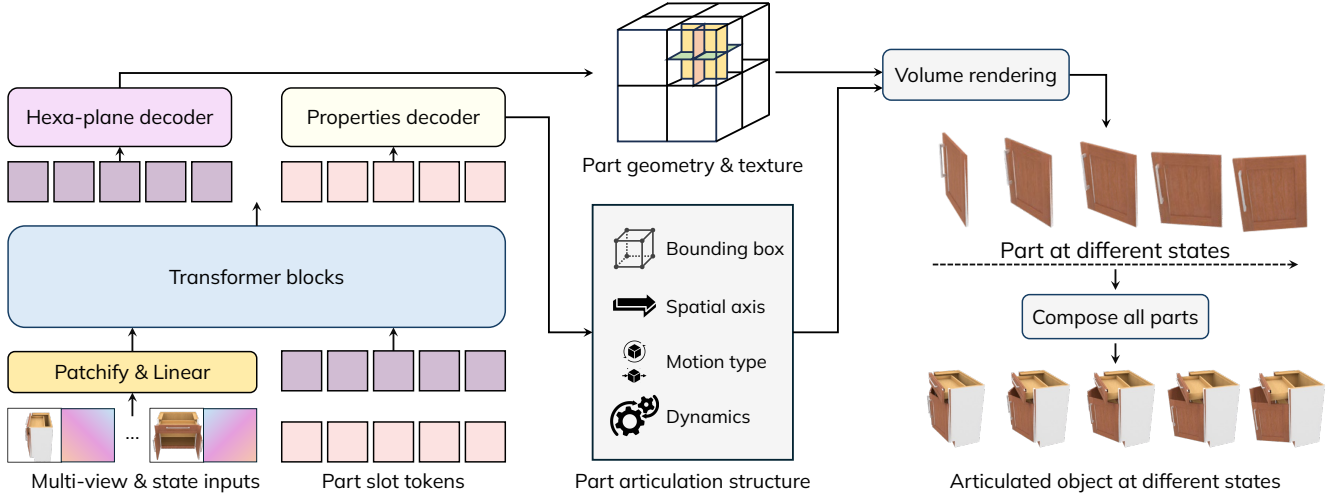 Hexa-plane decoder
Properties decoder
Transformer blocks
Patchify & Linear
...
Multi-view & state inputs
Part slot tokens
Part geometry & texture
Bounding box
Spatial axis
Motion type
Dynamics
Part articulation structure
Volume rendering
Part at different states
Compose all parts
Articulated object at different states